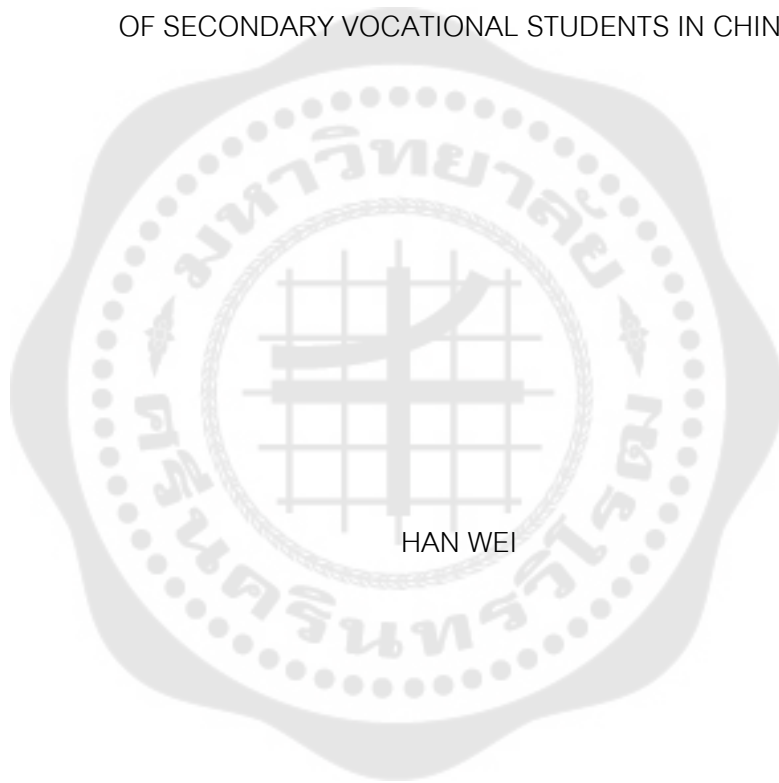 OF SECONDARY VOCATIONAL STUDENTS IN CHIN
มหาวิทยาลัย
HAN WEI
ศรีนครินทรวิโรฒ